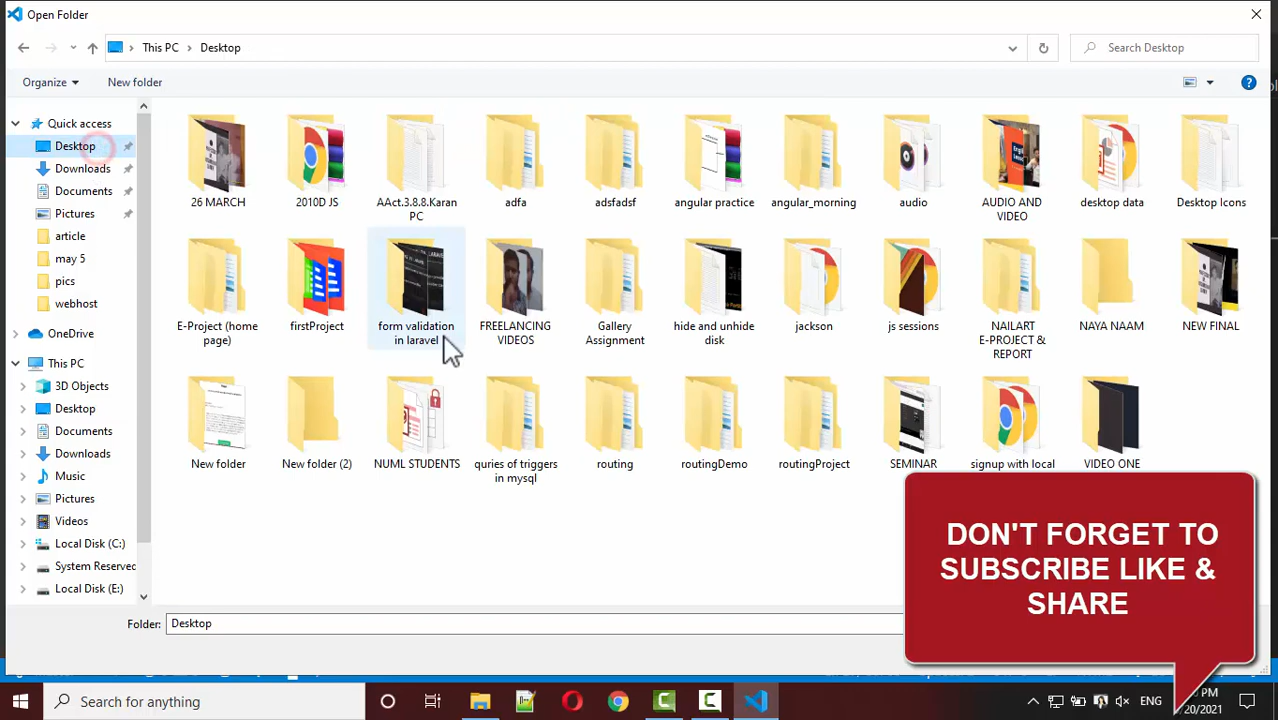 Open Folder
This PC
Desktop
Search Desktop
Organize
New folder
Quick access
Desktop
Downloads
Documents
Pictures
article
may 5
pics
webhost
OneDrive
This PC
3D Objects
Desktop
Documents
Downloads
Music
Pictures
Videos
Local Disk (C:)
System Reserved
Local Disk (E:)
26 MARCH
2010D JS
AAct.3.8.8.Karan
PC
adfa
adsfadsf
angular practice
angular_morning
audio
AUDIO AND
VIDEO
desktop data
Desktop Icons
E-Project (home
page)
firstProject
form validation
in laravel
FREELANCING
VIDEOS
Gallery
Assignment
hide and unhide
disk
jackson
js sessions
NAILART
E-PROJECT &
REPORT
NAYA NAAM
NEW FINAL
New folder
New folder (2)
NUML STUDENTS
quries of triggers
in mysql
routing
routingDemo
routingProject
SEMINAR
signup with local
VIDEO ONE
DON'T FORGET TO
SUBSCRIBE LIKE &
SHARE
Folder:
Desktop
Search for anything
ENG
PM
/20/2021